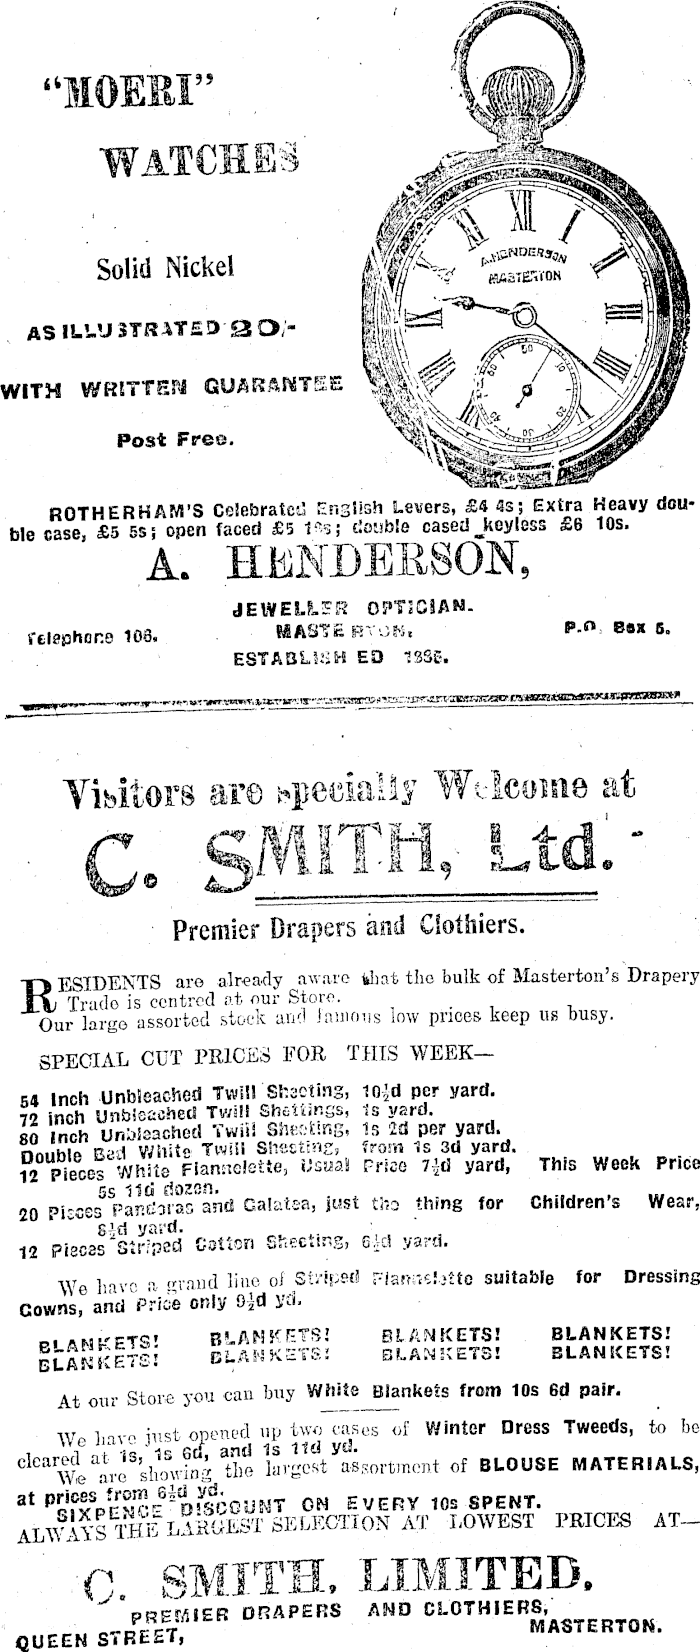 "MOERI"
WATCHES
Solid Nickel
AS ILLUSTRATED 20/-
WITH WRITTEN GUARANTEE
Post Free.
A. HENDERSON
MASTERTON
ROTHERHAM'S Celebrated English Levers, £4 4s; Extra Heavy dou-
ble case, £5 5s; open faced £5 double cased keyless £6 10s.
A. HENDERSON,
JEWELLER OPTICIAN.
MASTERTON.
Telephone 106.
P.O. Box 5.
ESTABLISHED
Visitors are specially Welcome at
C. SMITH, Ltd.
Premier Drapers and Clothiers.
RESIDENTS are already aware that the bulk of Masterton's Drapery
Trade is centred at our Store.
Our large assorted stock and famous low prices keep us busy.
SPECIAL CUT PRICES FOR THIS WEEK—
54 Inch Unbleached Twill Sheeting, 10½d per yard.
72 inch Unbleached Twill Sheetings, 1s yard.
80 Inch Unbleached Twill Sheeting, 1s 2d per yard.
Double Bed White Twill Sheeting, from 1s 3d yard.
12 Pieces White Flannelette, Usual Price 7½d yard, This Week Price
5s 11d dozen.
20 Pieces Pandoras and Galatea, just the thing for Children's Wear,
8½d yard.
12 Pieces Striped Cotton Sheeting, 6½d yard.
We have a grand line of Striped Flannelette suitable for Dressing
Gowns, and Price only 9½d yd.
BLANKETS! BLANKETS! BLANKETS! BLANKETS!
BLANKETS! BLANKETS! BLANKETS! BLANKETS!
At our Store you can buy White Blankets from 10s 6d pair.
We have just opened up two cases of Winter Dress Tweeds, to be
cleared at 1s, 1s 6d, and 1s 11d yd.
We are showing the largest assortment of BLOUSE MATERIALS,
at prices from 6½d yd.
SIXPENCE DISCOUNT ON EVERY 10s SPENT.
ALWAYS THE LARGEST SELECTION AT LOWEST PRICES AT—
C. SMITH, LIMITED,
PREMIER DRAPERS AND CLOTHIERS,
QUEEN STREET, MASTERTON.